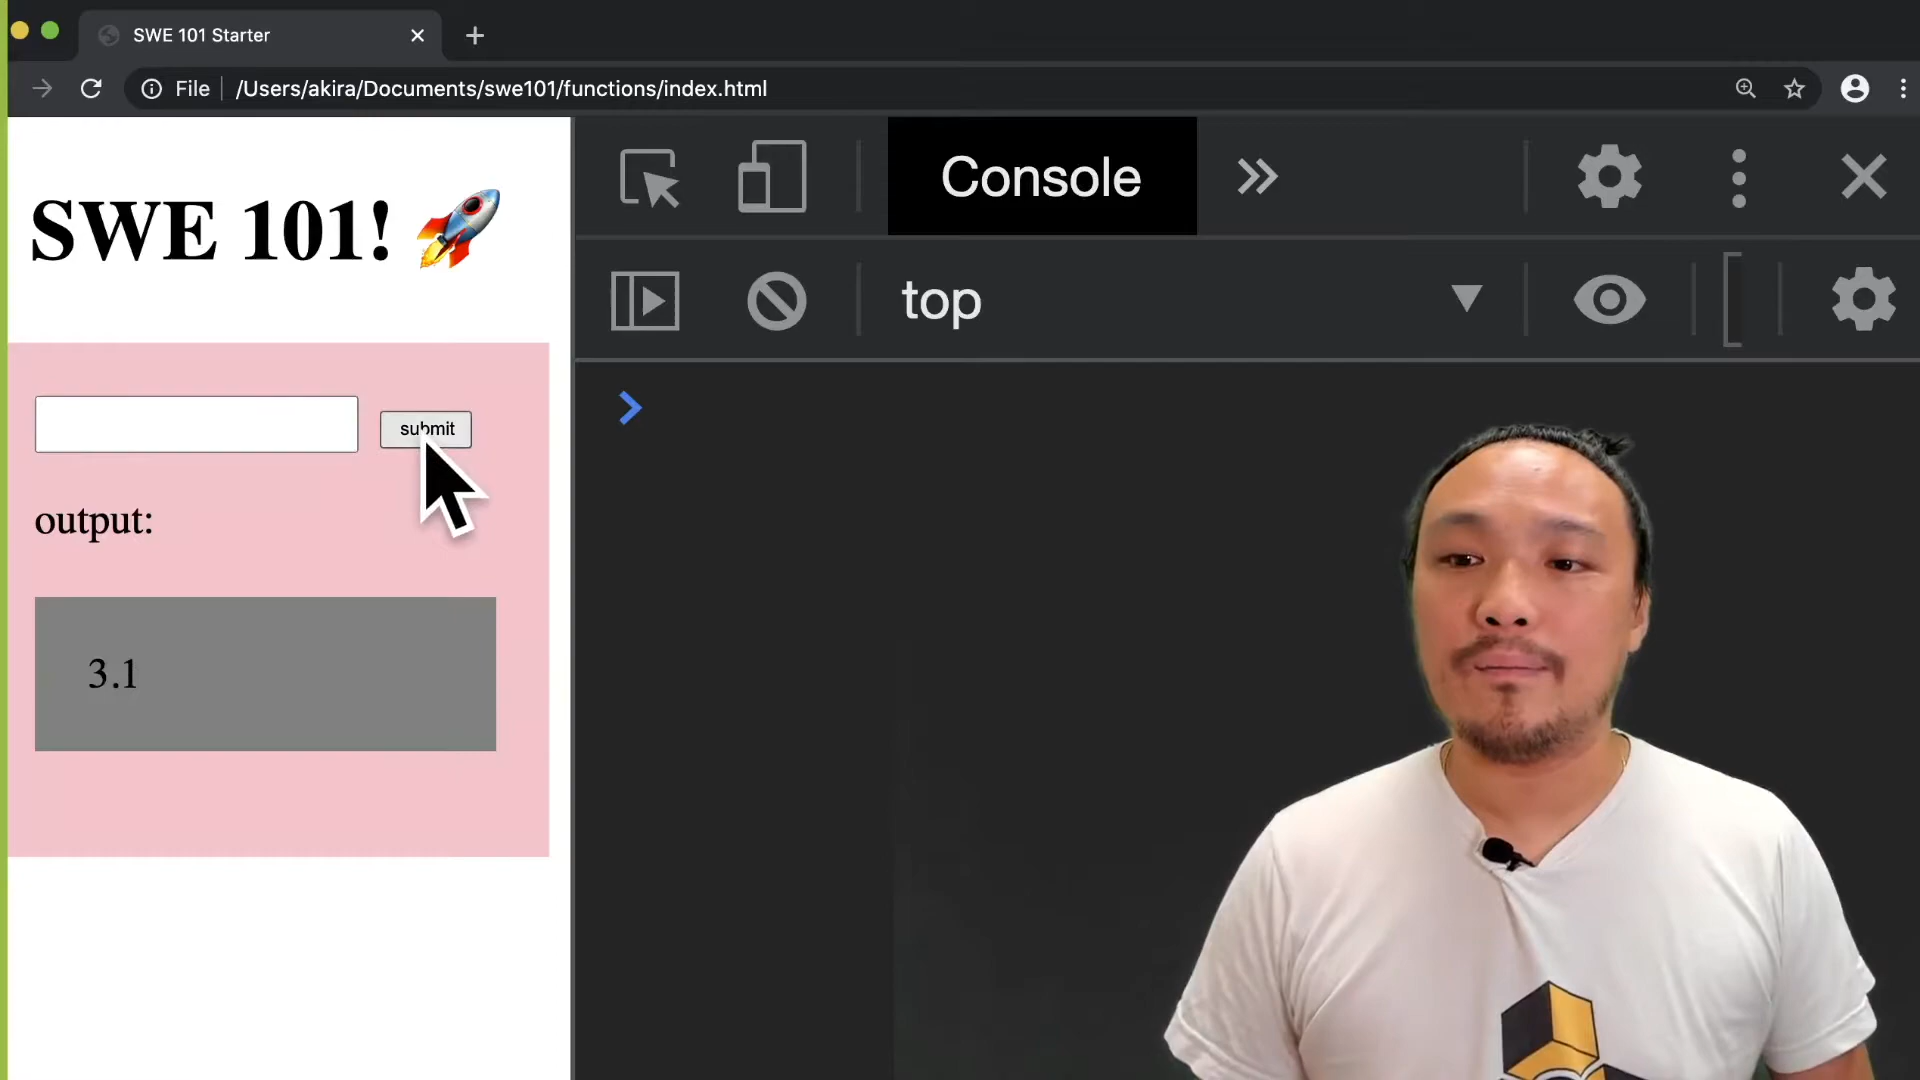 SWE 101 Starter
File /Users/akira/Documents/swe101/functions/index.html
SWE 101! 🚀
submit
output:
3.1
Console
top